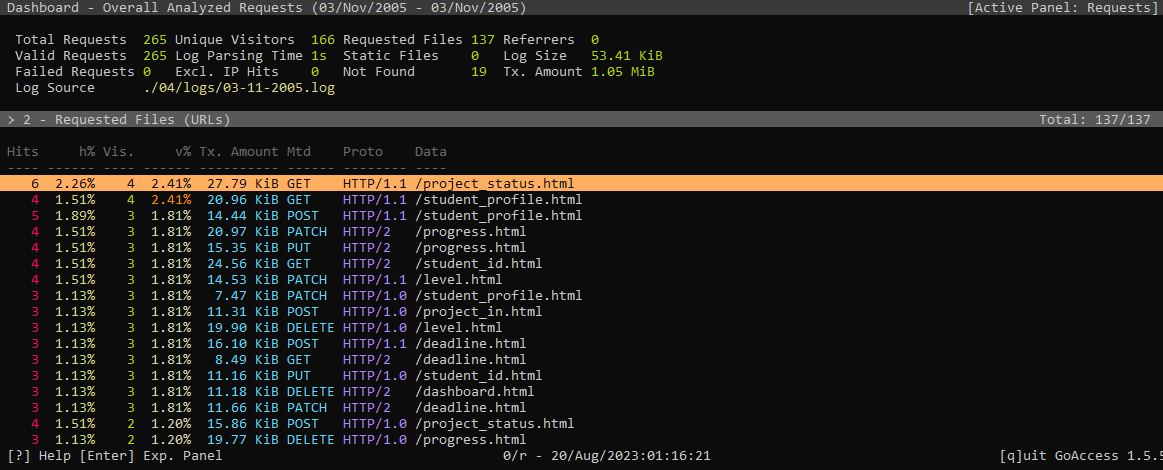 Dashboard - Overall Analyzed Requests (03/Nov/2005 - 03/Nov/2005) [Active Panel: Requests]
Total Requests 265 Unique Visitors 166 Requested Files 137 Referrers 0
Valid Requests 265 Log Parsing Time 1s Static Files 0 Log Size 53.41 KiB
Failed Requests 0 Excl. IP Hits 0 Not Found 19 Tx. Amount 1.05 MiB
Log Source ./04/logs/03-11-2005.log
> 2 - Requested Files (URLs) Total: 137/137
Hits h% Vis. v% Tx. Amount Mtd Proto Data
---- ----- ---- ----- ---------- ------ -------- ----
6 2.26% 4 2.41% 27.79 KiB GET HTTP/1.1 /project_status.html
4 1.51% 4 2.41% 20.96 KiB GET HTTP/1.1 /student_profile.html
5 1.89% 3 1.81% 14.44 KiB POST HTTP/1.1 /student_profile.html
4 1.51% 3 1.81% 20.97 KiB PATCH HTTP/2 /progress.html
4 1.51% 3 1.81% 15.35 KiB PUT HTTP/2 /progress.html
4 1.51% 3 1.81% 24.56 KiB GET HTTP/2 /student_id.html
4 1.51% 3 1.81% 14.53 KiB PATCH HTTP/1.1 /level.html
3 1.13% 3 1.81% 7.47 KiB PATCH HTTP/1.0 /student_profile.html
3 1.13% 3 1.81% 11.31 KiB POST HTTP/1.0 /project_in.html
3 1.13% 3 1.81% 19.90 KiB DELETE HTTP/1.0 /level.html
3 1.13% 3 1.81% 16.10 KiB POST HTTP/1.1 /deadline.html
3 1.13% 3 1.81% 8.49 KiB GET HTTP/2 /deadline.html
3 1.13% 3 1.81% 11.16 KiB PUT HTTP/1.0 /student_id.html
3 1.13% 3 1.81% 11.18 KiB DELETE HTTP/2 /dashboard.html
3 1.13% 3 1.81% 11.66 KiB PATCH HTTP/2 /deadline.html
4 1.51% 2 1.20% 15.86 KiB POST HTTP/1.0 /project_status.html
3 1.13% 2 1.20% 19.77 KiB DELETE HTTP/1.0 /progress.html
[?] Help [Enter] Exp. Panel 0/r - 20/Aug/2023:01:16:21 [q]uit GoAccess 1.5.5